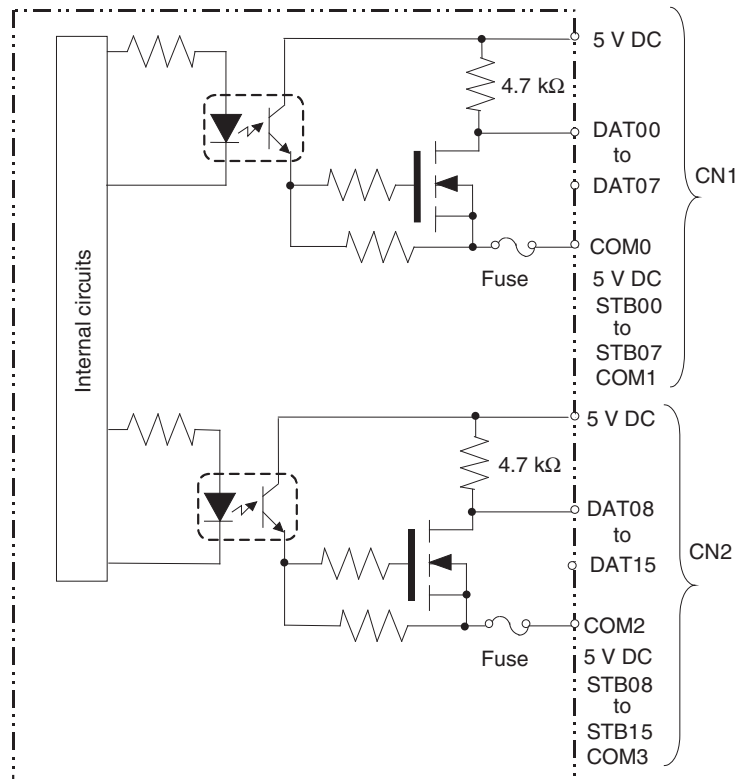 5 V DC
4.7 kΩ
DAT00
to
DAT07
CN1
COM0
Fuse
5 V DC
STB00
to
STB07
COM1
Internal circuits
5 V DC
4.7 kΩ
DAT08
to
DAT15
CN2
COM2
Fuse
5 V DC
STB08
to
STB15
COM3